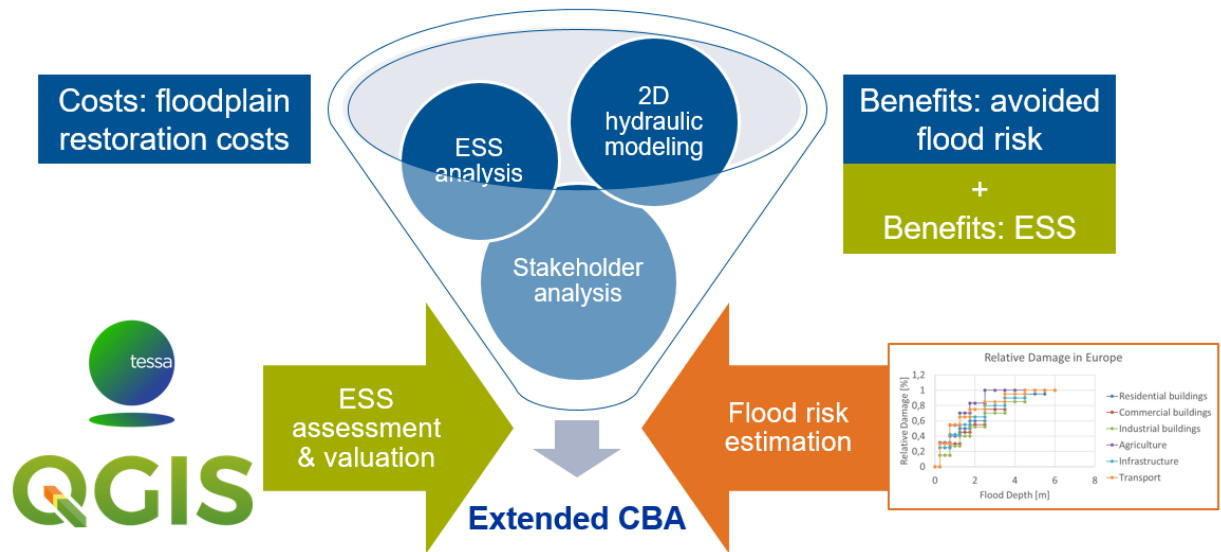 Costs: floodplain
restoration costs
ESS
analysis
2D
hydraulic
modeling
Stakeholder
analysis
Benefits: avoided
flood risk
+
Benefits: ESS
tessa
QGIS
ESS
assessment
& valuation
Flood risk
estimation
Extended CBA
Relative Damage in Europe
Relative Damage [%]
1,2
1
0,8
0,6
0,4
0,2
0
0
2
4
6
8
Flood Depth [m]
Residential buildings
Commercial buildings
Industrial buildings
Agriculture
Infrastructure
Transport